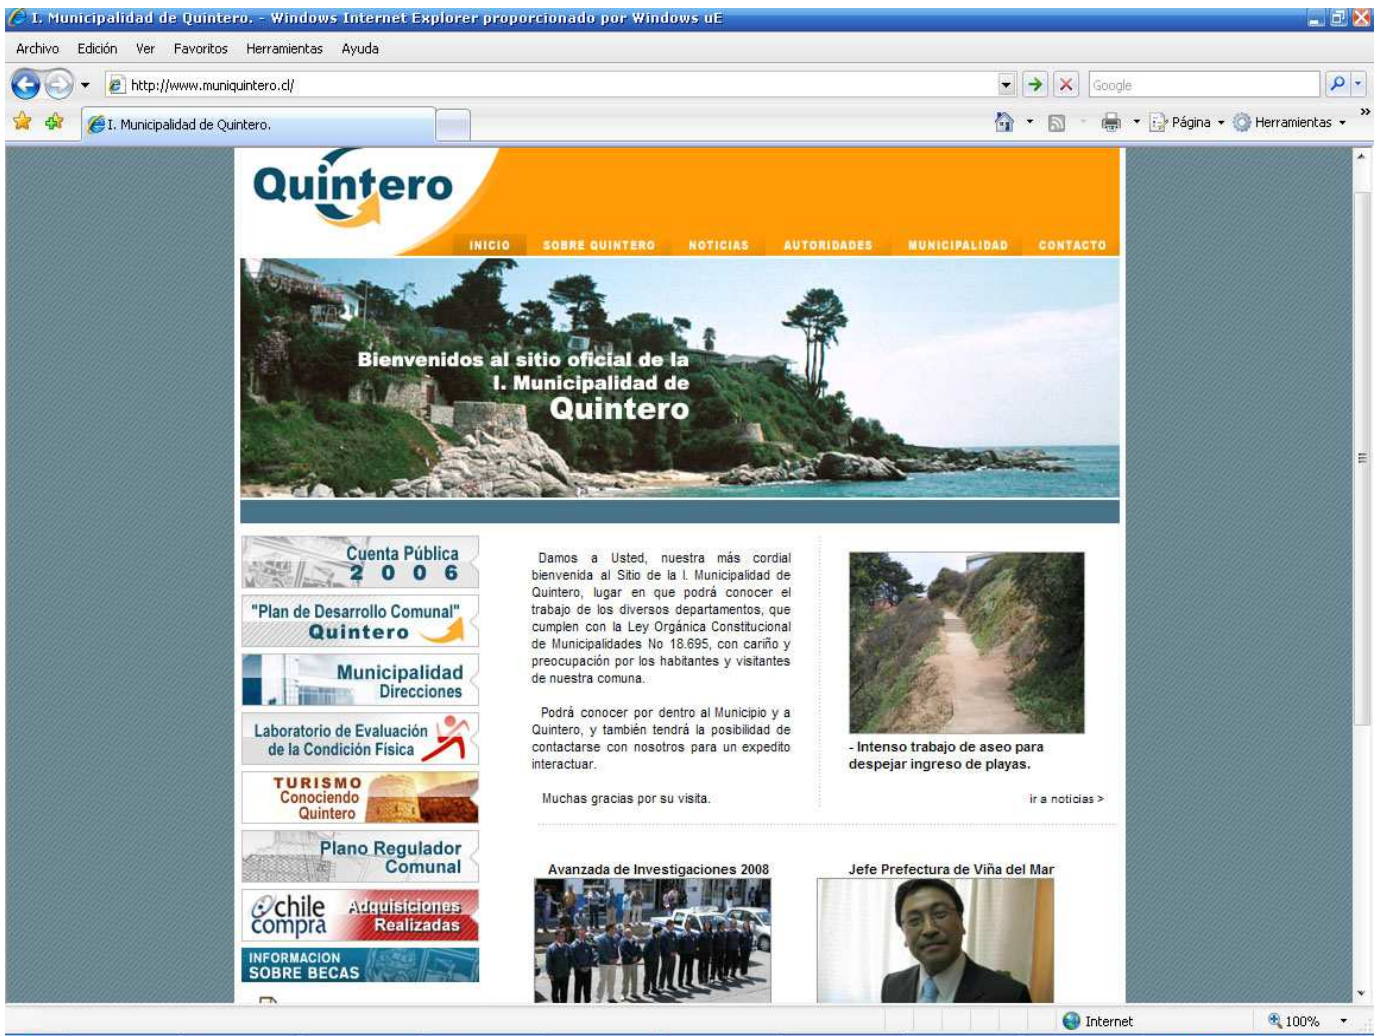 I. Municipalidad de Quintero. - Windows Internet Explorer proporcionado por Windows uE
Archivo Edición Ver Favoritos Herramientas Ayuda
http://www.muniquintero.cl/
Google
I. Municipalidad de Quintero.
Página
Herramientas
Quintero
INICIO SOBRE QUINTERO NOTICIAS AUTORIDADES MUNICIPALIDAD CONTACTO
Bienvenidos al sitio oficial de la
I. Municipalidad de
Quintero
Cuenta Pública
2006
"Plan de Desarrollo Comunal"
Quintero
Municipalidad
Direcciones
Laboratorio de Evaluación
de la Condición Física
TURISMO
Conociendo
Quintero
Plano Regulador
Comunal
chile
compra
Adquisiciones
Realizadas
INFORMACION
SOBRE BECAS
Damos a Usted, nuestra más cordial
bienvenida al Sitio de la I. Municipalidad de
Quintero, lugar en que podrá conocer el
trabajo de los diversos departamentos, que
cumplen con la Ley Orgánica Constitucional
de Municipalidades No 18.695, con cariño y
preocupación por los habitantes y visitantes
de nuestra comuna.
Podrá conocer por dentro al Municipio y a
Quintero, y también tendrá la posibilidad de
contactarse con nosotros para un expedito
interactuar.
Muchas gracias por su visita.
- Intenso trabajo de aseo para
despejar ingreso de playas.
ir a noticias >
Avanzada de Investigaciones 2008
Jefe Prefectura de Viña del Mar
Internet
100%